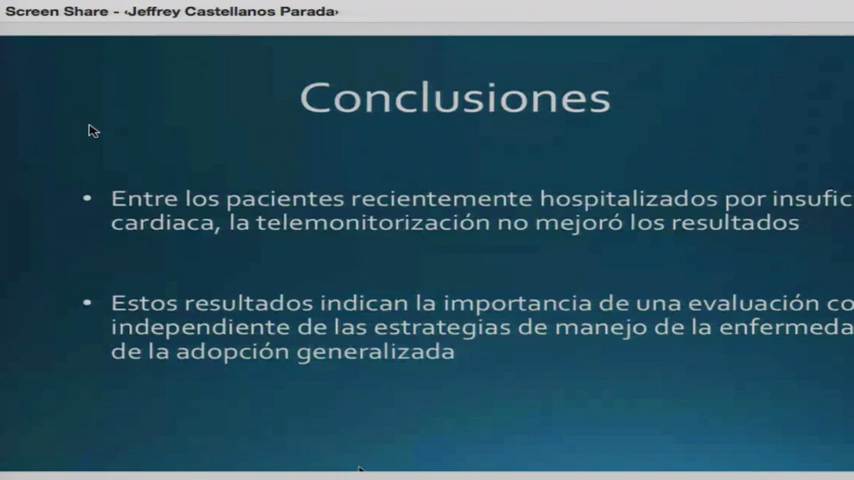 Screen Share - ‹Jeffrey Castellanos Parada›
Conclusiones
• Entre los pacientes recientemente hospitalizados por insufic
cardiaca, la telemonitorización no mejoró los resultados
• Estos resultados indican la importancia de una evaluación co
independiente de las estrategias de manejo de la enfermeda
de la adopción generalizada